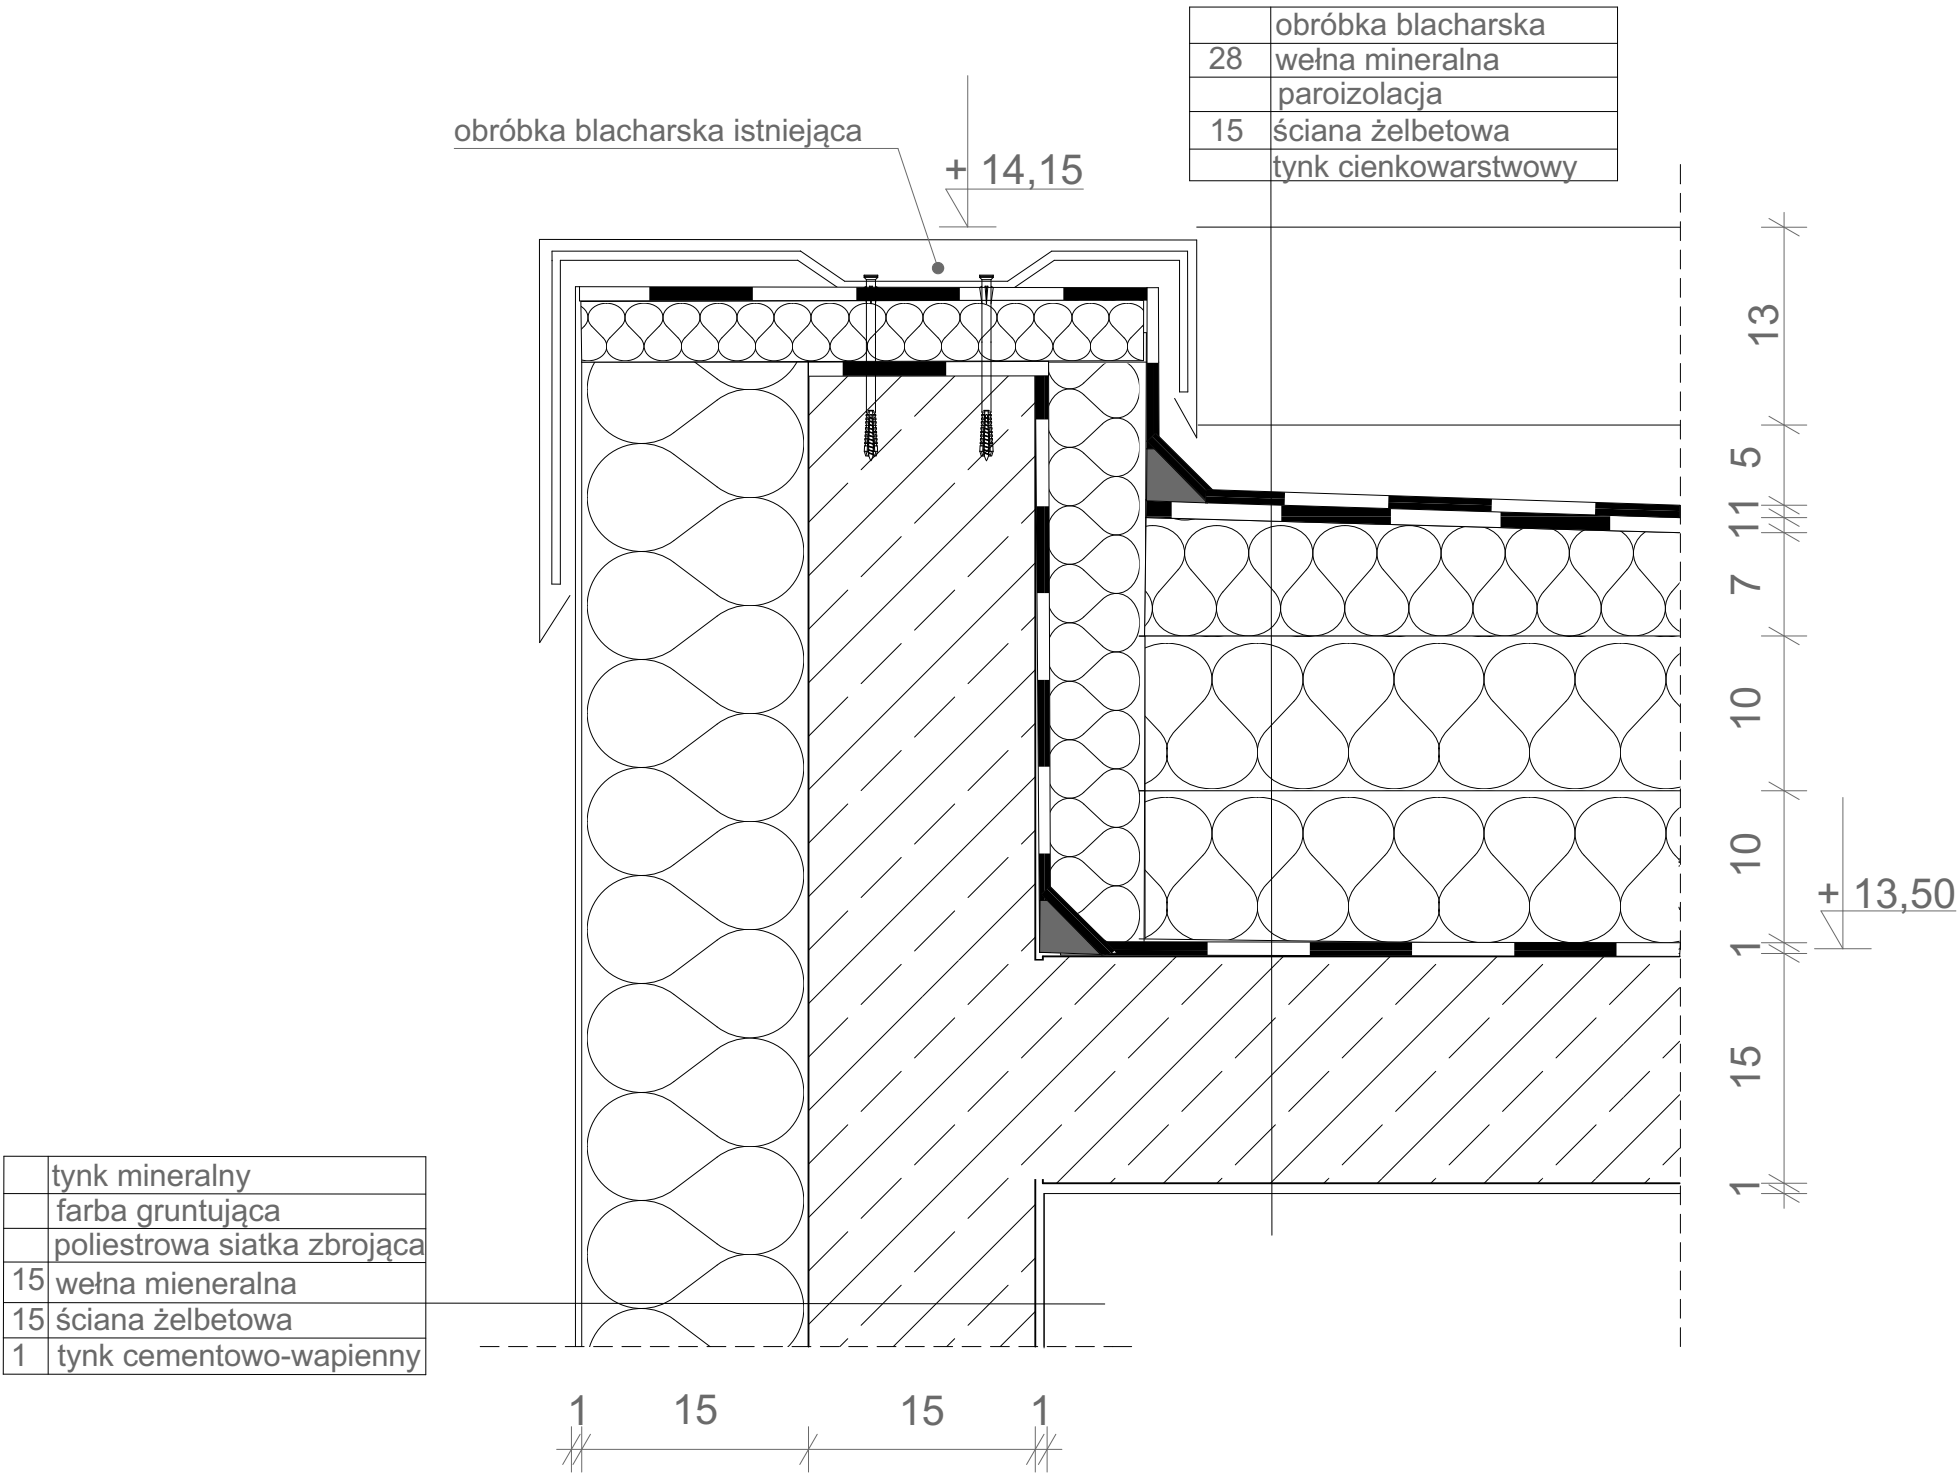 obróbka blacharska
28 wełna mineralna
paroizolacja
15 ściana żelbetowa
tynk cienkowarstwowy
obróbka blacharska istniejąca
+ 14,15
13
5
1
1
7
10
10
+ 13,50
1
15
1
tynk mineralny
farba gruntująca
poliestrowa siatka zbrojąca
15 wełna mieneralna
15 ściana żelbetowa
1 tynk cementowo-wapienny
1 15 15 1